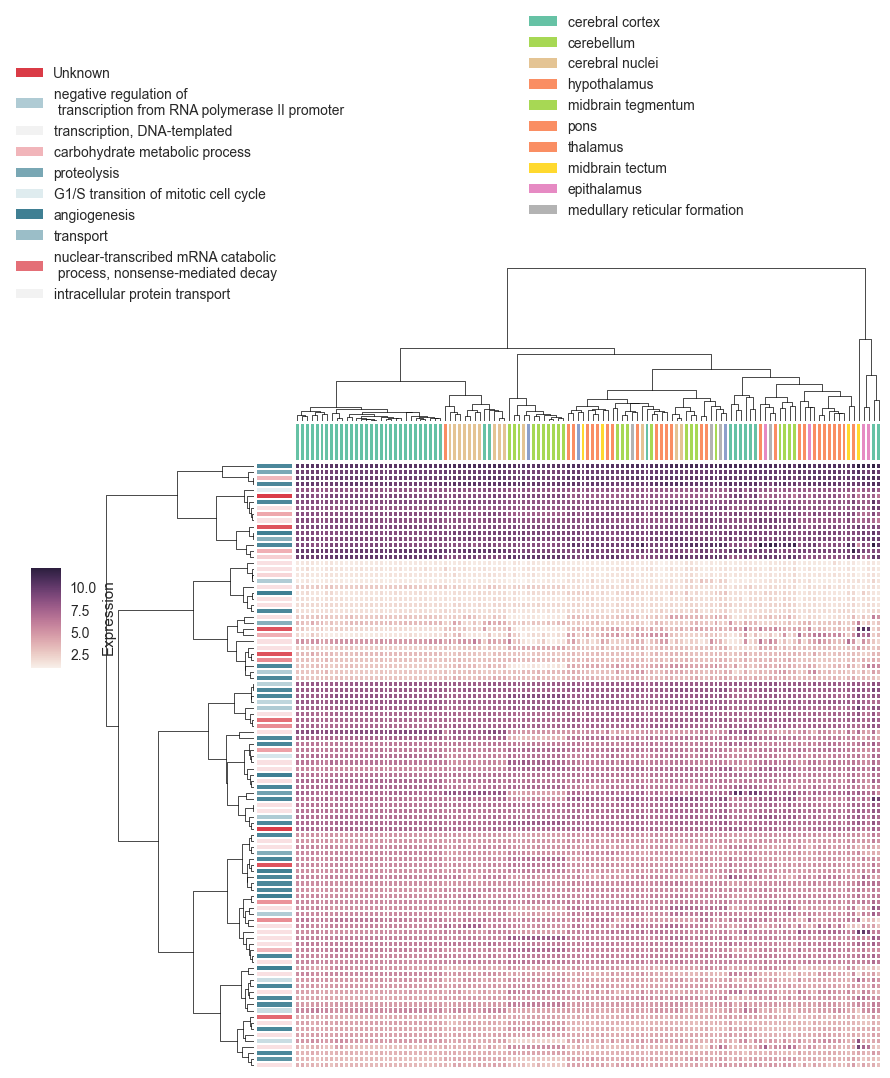 cerebral cortex
cerebellum
cerebral nuclei
hypothalamus
midbrain tegmentum
pons
thalamus
midbrain tectum
epithalamus
medullary reticular formation
Unknown
negative regulation of
transcription from RNA polymerase II promoter
transcription, DNA-templated
carbohydrate metabolic process
proteolysis
G1/S transition of mitotic cell cycle
angiogenesis
transport
nuclear-transcribed mRNA catabolic
process, nonsense-mediated decay
intracellular protein transport
10.0
7.5
5.0
2.5
Expression